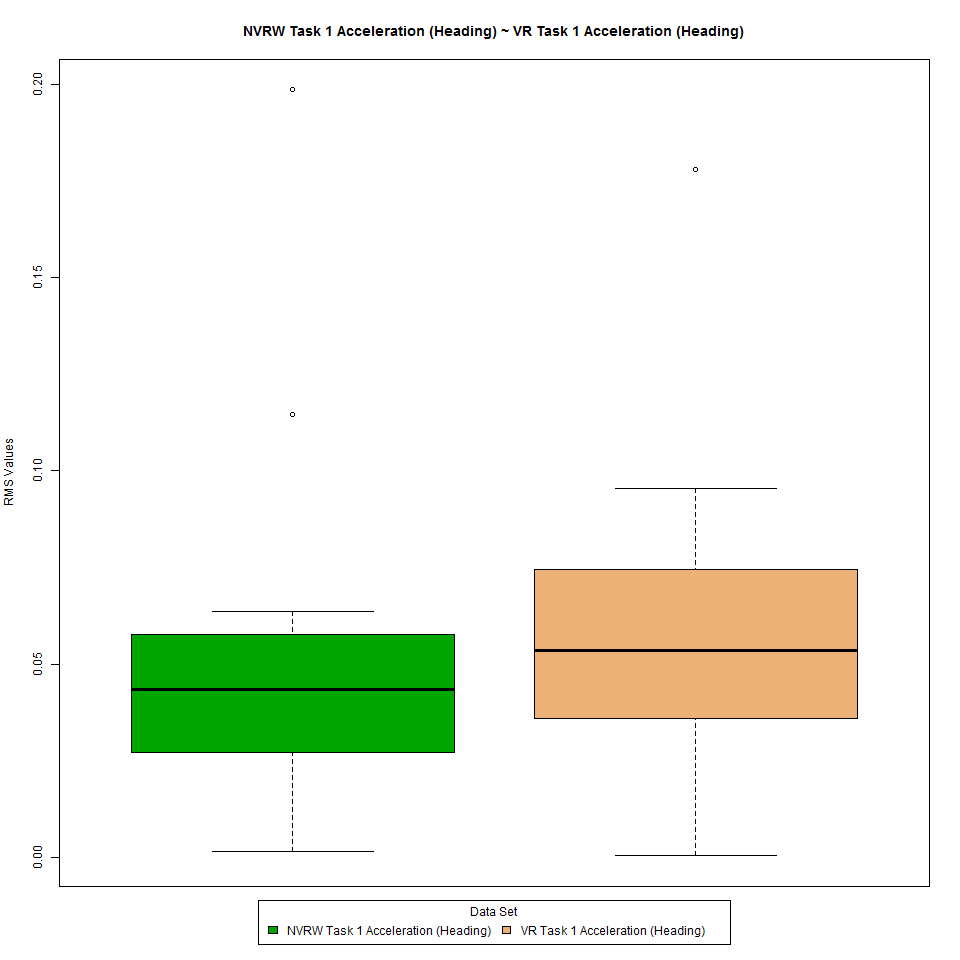 NVRW Task 1 Acceleration (Heading) ~ VR Task 1 Acceleration (Heading)
RMS Values
0.20
0.15
0.10
0.05
0.00
Data Set
NVRW Task 1 Acceleration (Heading) VR Task 1 Acceleration (Heading)